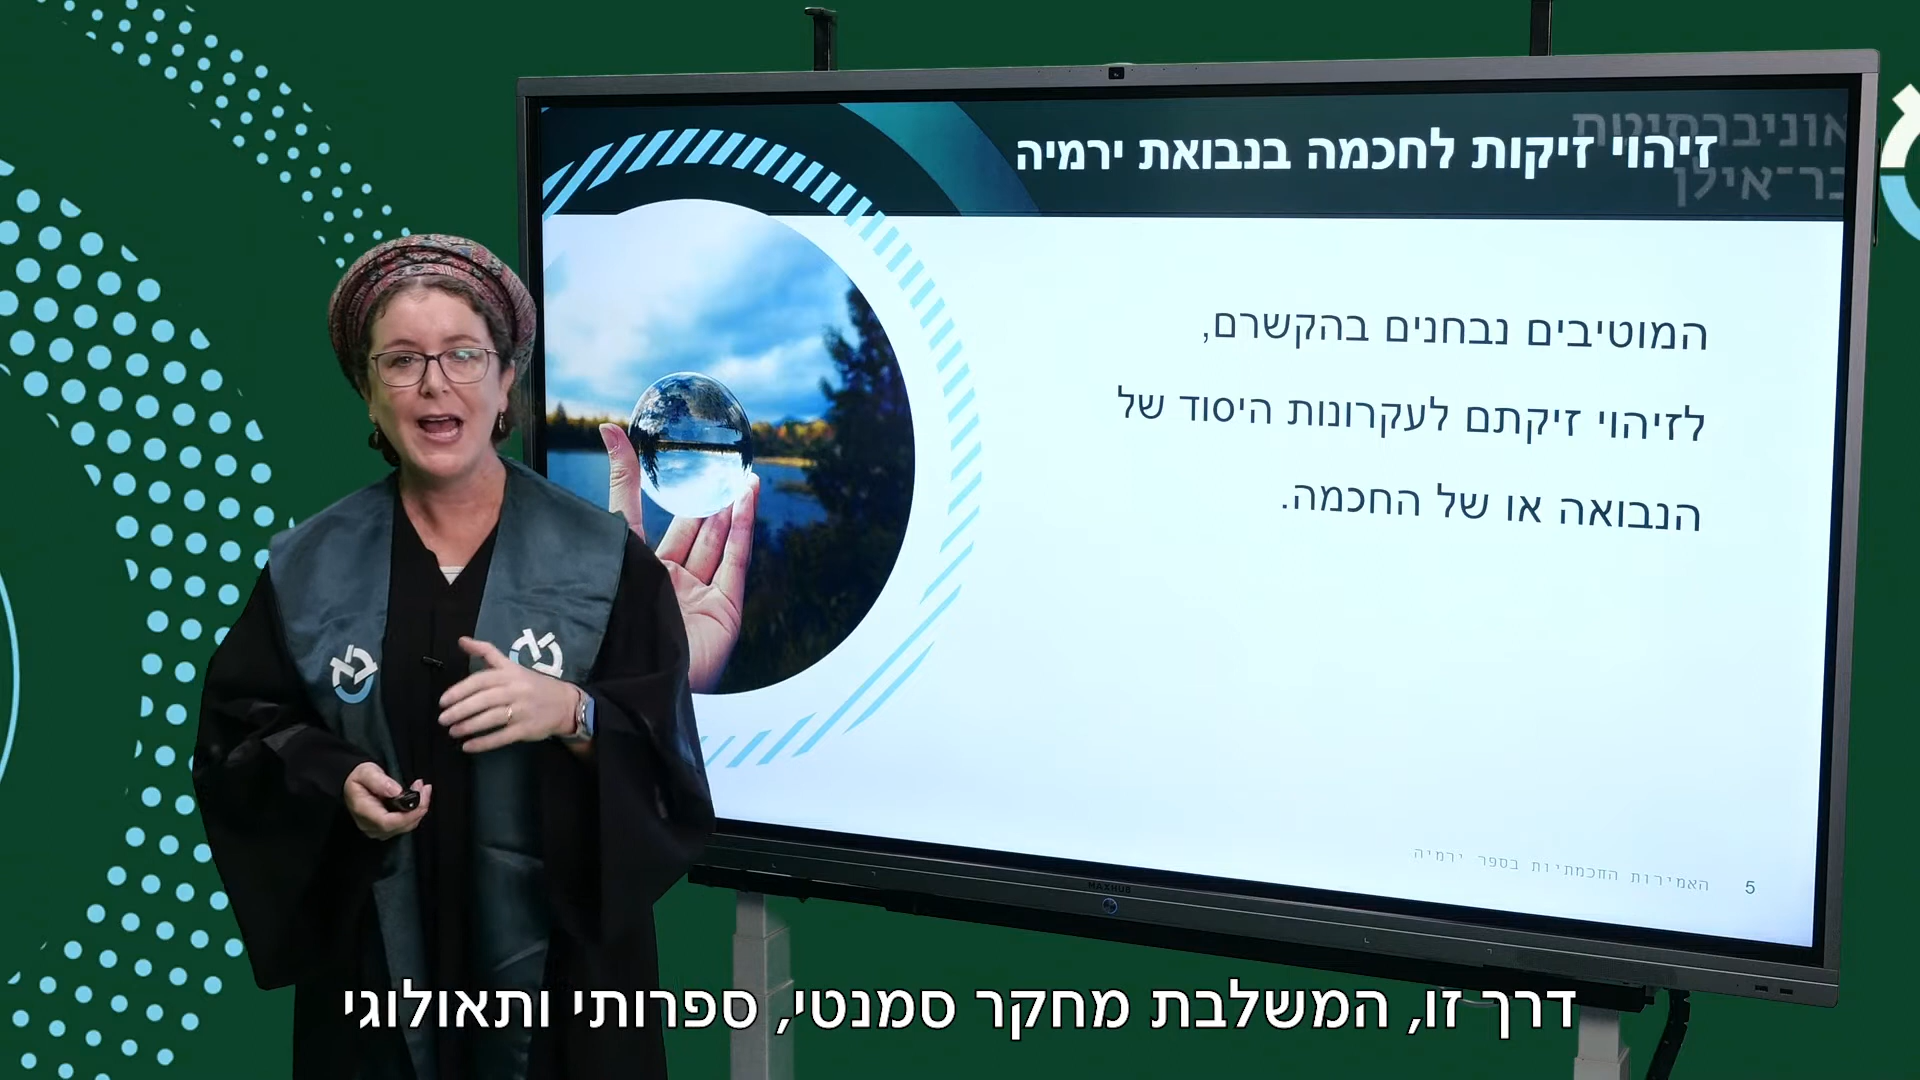 אוניברסיטת
בר־אילן
זיהוי זיקות לחכמה בנבואת ירמיה
המוטיבים נבחנים בהקשרם,
לזיהוי זיקתם לעקרונות היסוד של
הנבואה או של החכמה.
האמירות החכמתיות בספר ירמיה
5
MAXHUB
דרך זו, המשלבת מחקר סמנטי, ספרותי ותאולוגי